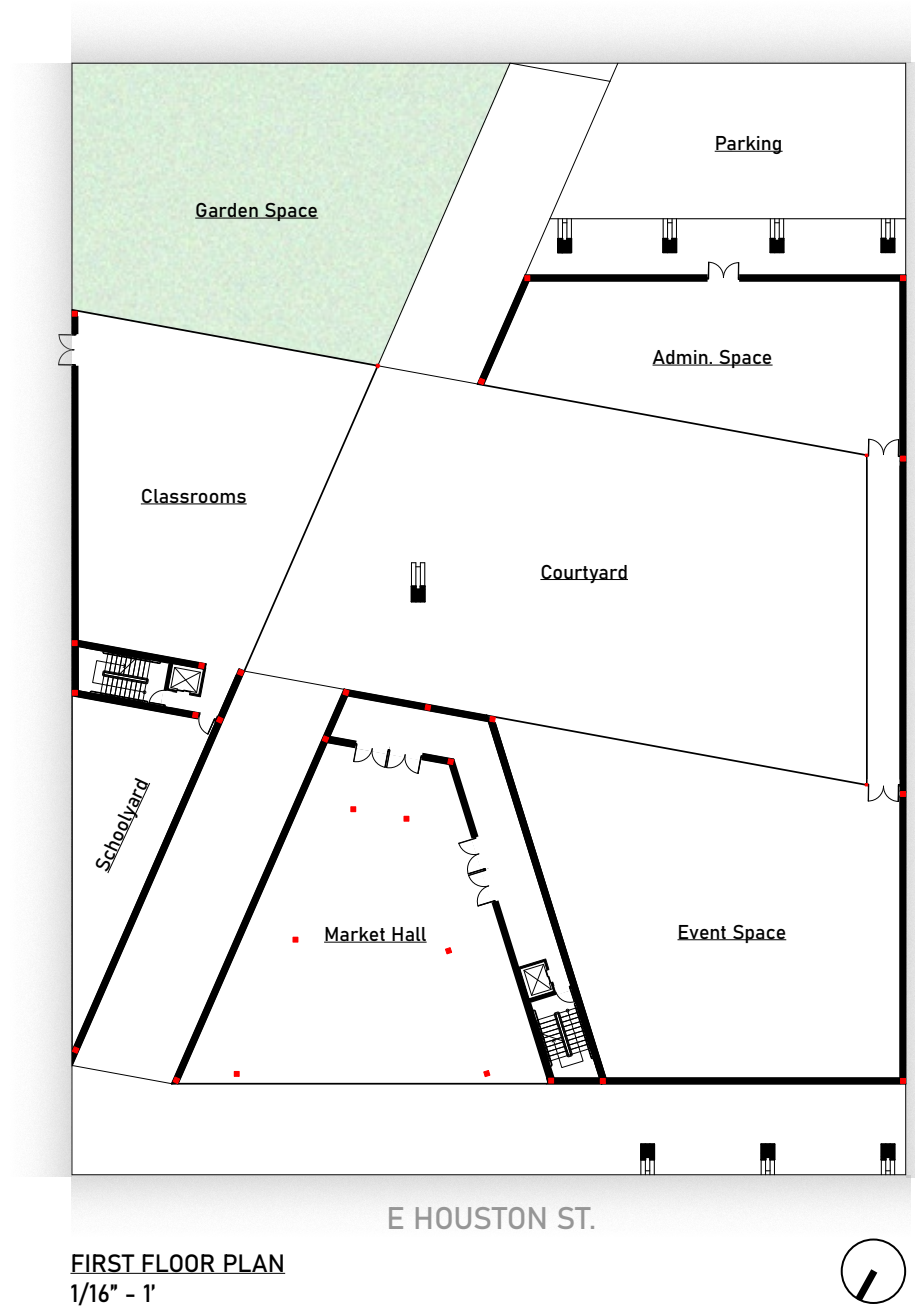 Parking
Garden Space
Admin. Space
Classrooms
Courtyard
Schoolyard
Market Hall
Event Space
E HOUSTON ST.
FIRST FLOOR PLAN
1/16” - 1’